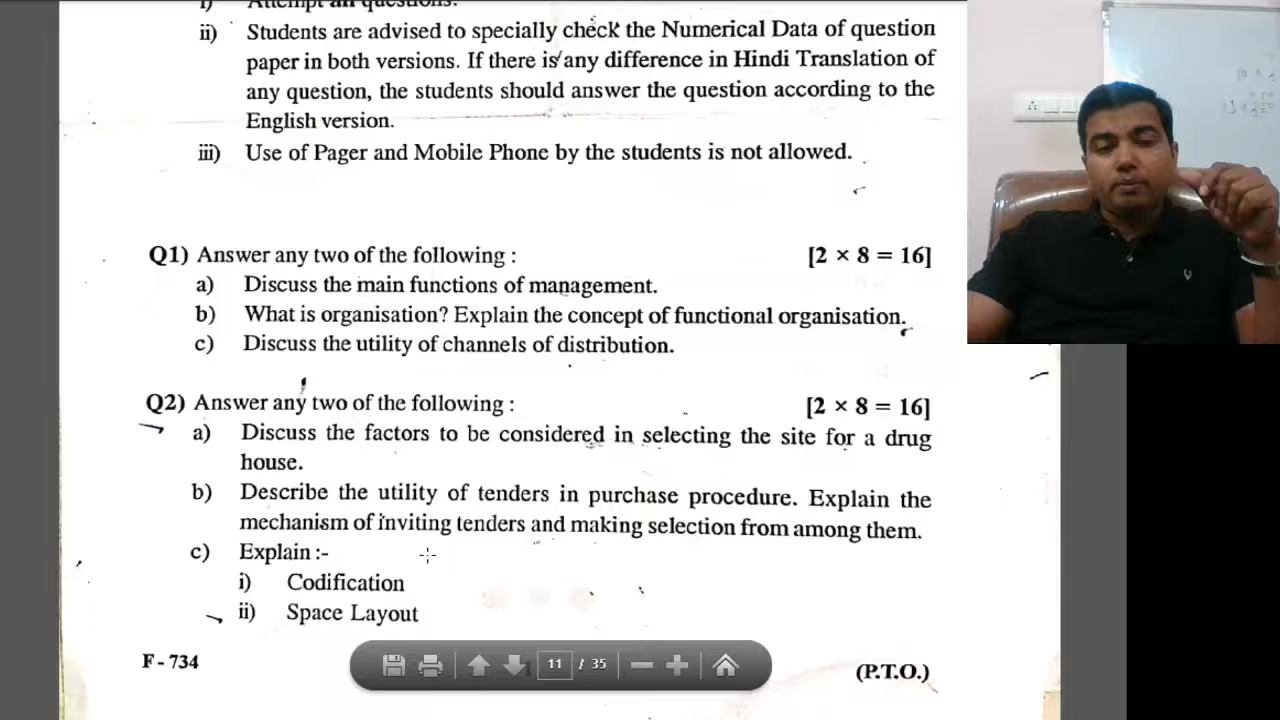 i) Attempt all questions.
ii) Students are advised to specially check the Numerical Data of question
paper in both versions. If there is any difference in Hindi Translation of
any question, the students should answer the question according to the
English version.
iii) Use of Pager and Mobile Phone by the students is not allowed.
Q1) Answer any two of the following : [2 × 8 = 16]
a) Discuss the main functions of management.
b) What is organisation? Explain the concept of functional organisation.
c) Discuss the utility of channels of distribution.
Q2) Answer any two of the following : [2 × 8 = 16]
a) Discuss the factors to be considered in selecting the site for a drug
house.
b) Describe the utility of tenders in purchase procedure. Explain the
mechanism of inviting tenders and making selection from among them.
c) Explain :-
i) Codification
ii) Space Layout
F - 734 (P.T.O.)
11 / 35